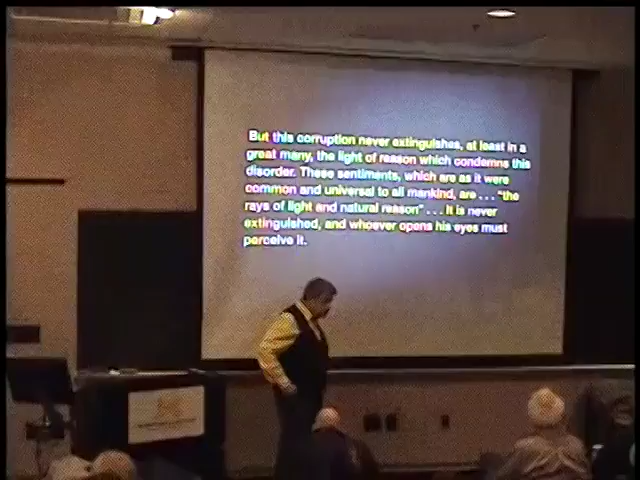 But this corruption never extinguishes, at least in a
great many, the light of reason which condemns this
disorder. These sentiments, which are as it were
common and universal to all mankind, are . . . "the
rays of light and natural reason" . . . It is never
extinguished, and whoever opens his eyes must
perceive it.